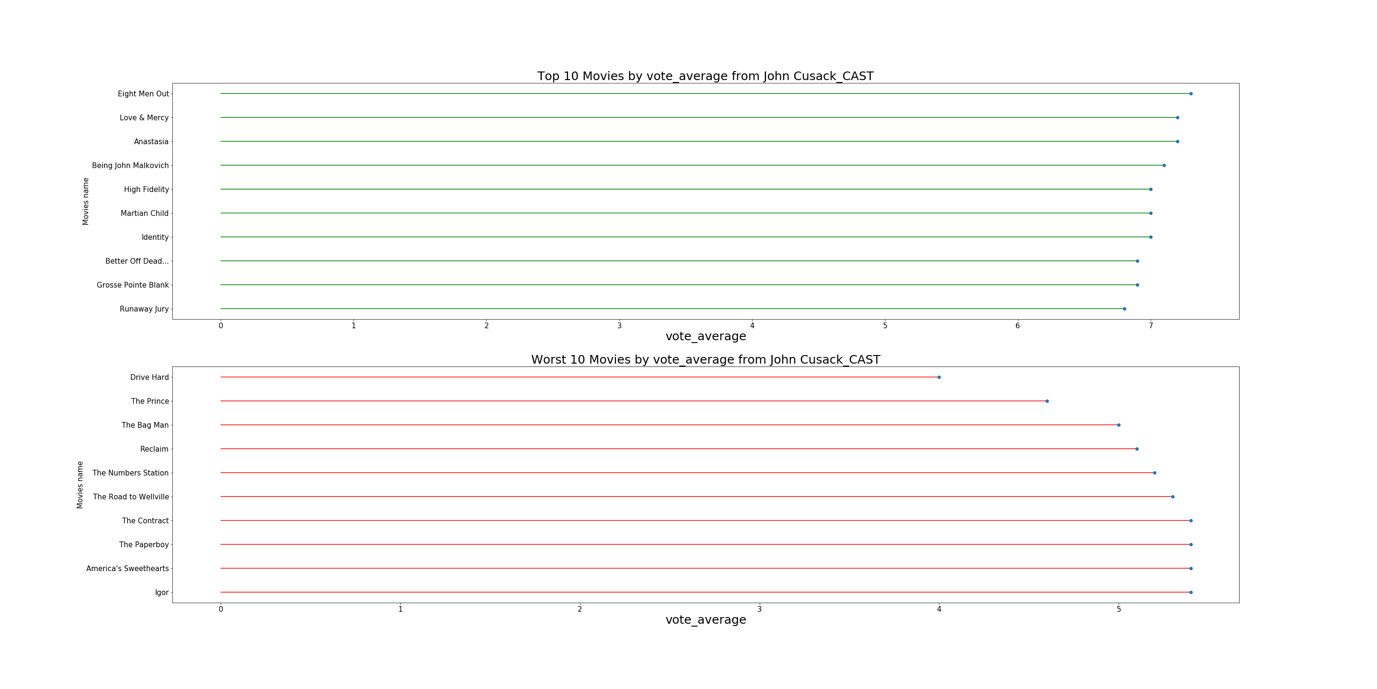 Top 10 Movies by vote_average from John Cusack_CAST
Movies name
Eight Men Out
Love & Mercy
Anastasia
Being John Malkovich
High Fidelity
Martian Child
Identity
Better Off Dead...
Grosse Pointe Blank
Runaway Jury
0 1 2 3 4 5 6 7
vote_average
Worst 10 Movies by vote_average from John Cusack_CAST
Movies name
Drive Hard
The Prince
The Bag Man
Reclaim
The Numbers Station
The Road to Wellville
The Contract
The Paperboy
America's Sweethearts
Igor
0 1 2 3 4 5
vote_average